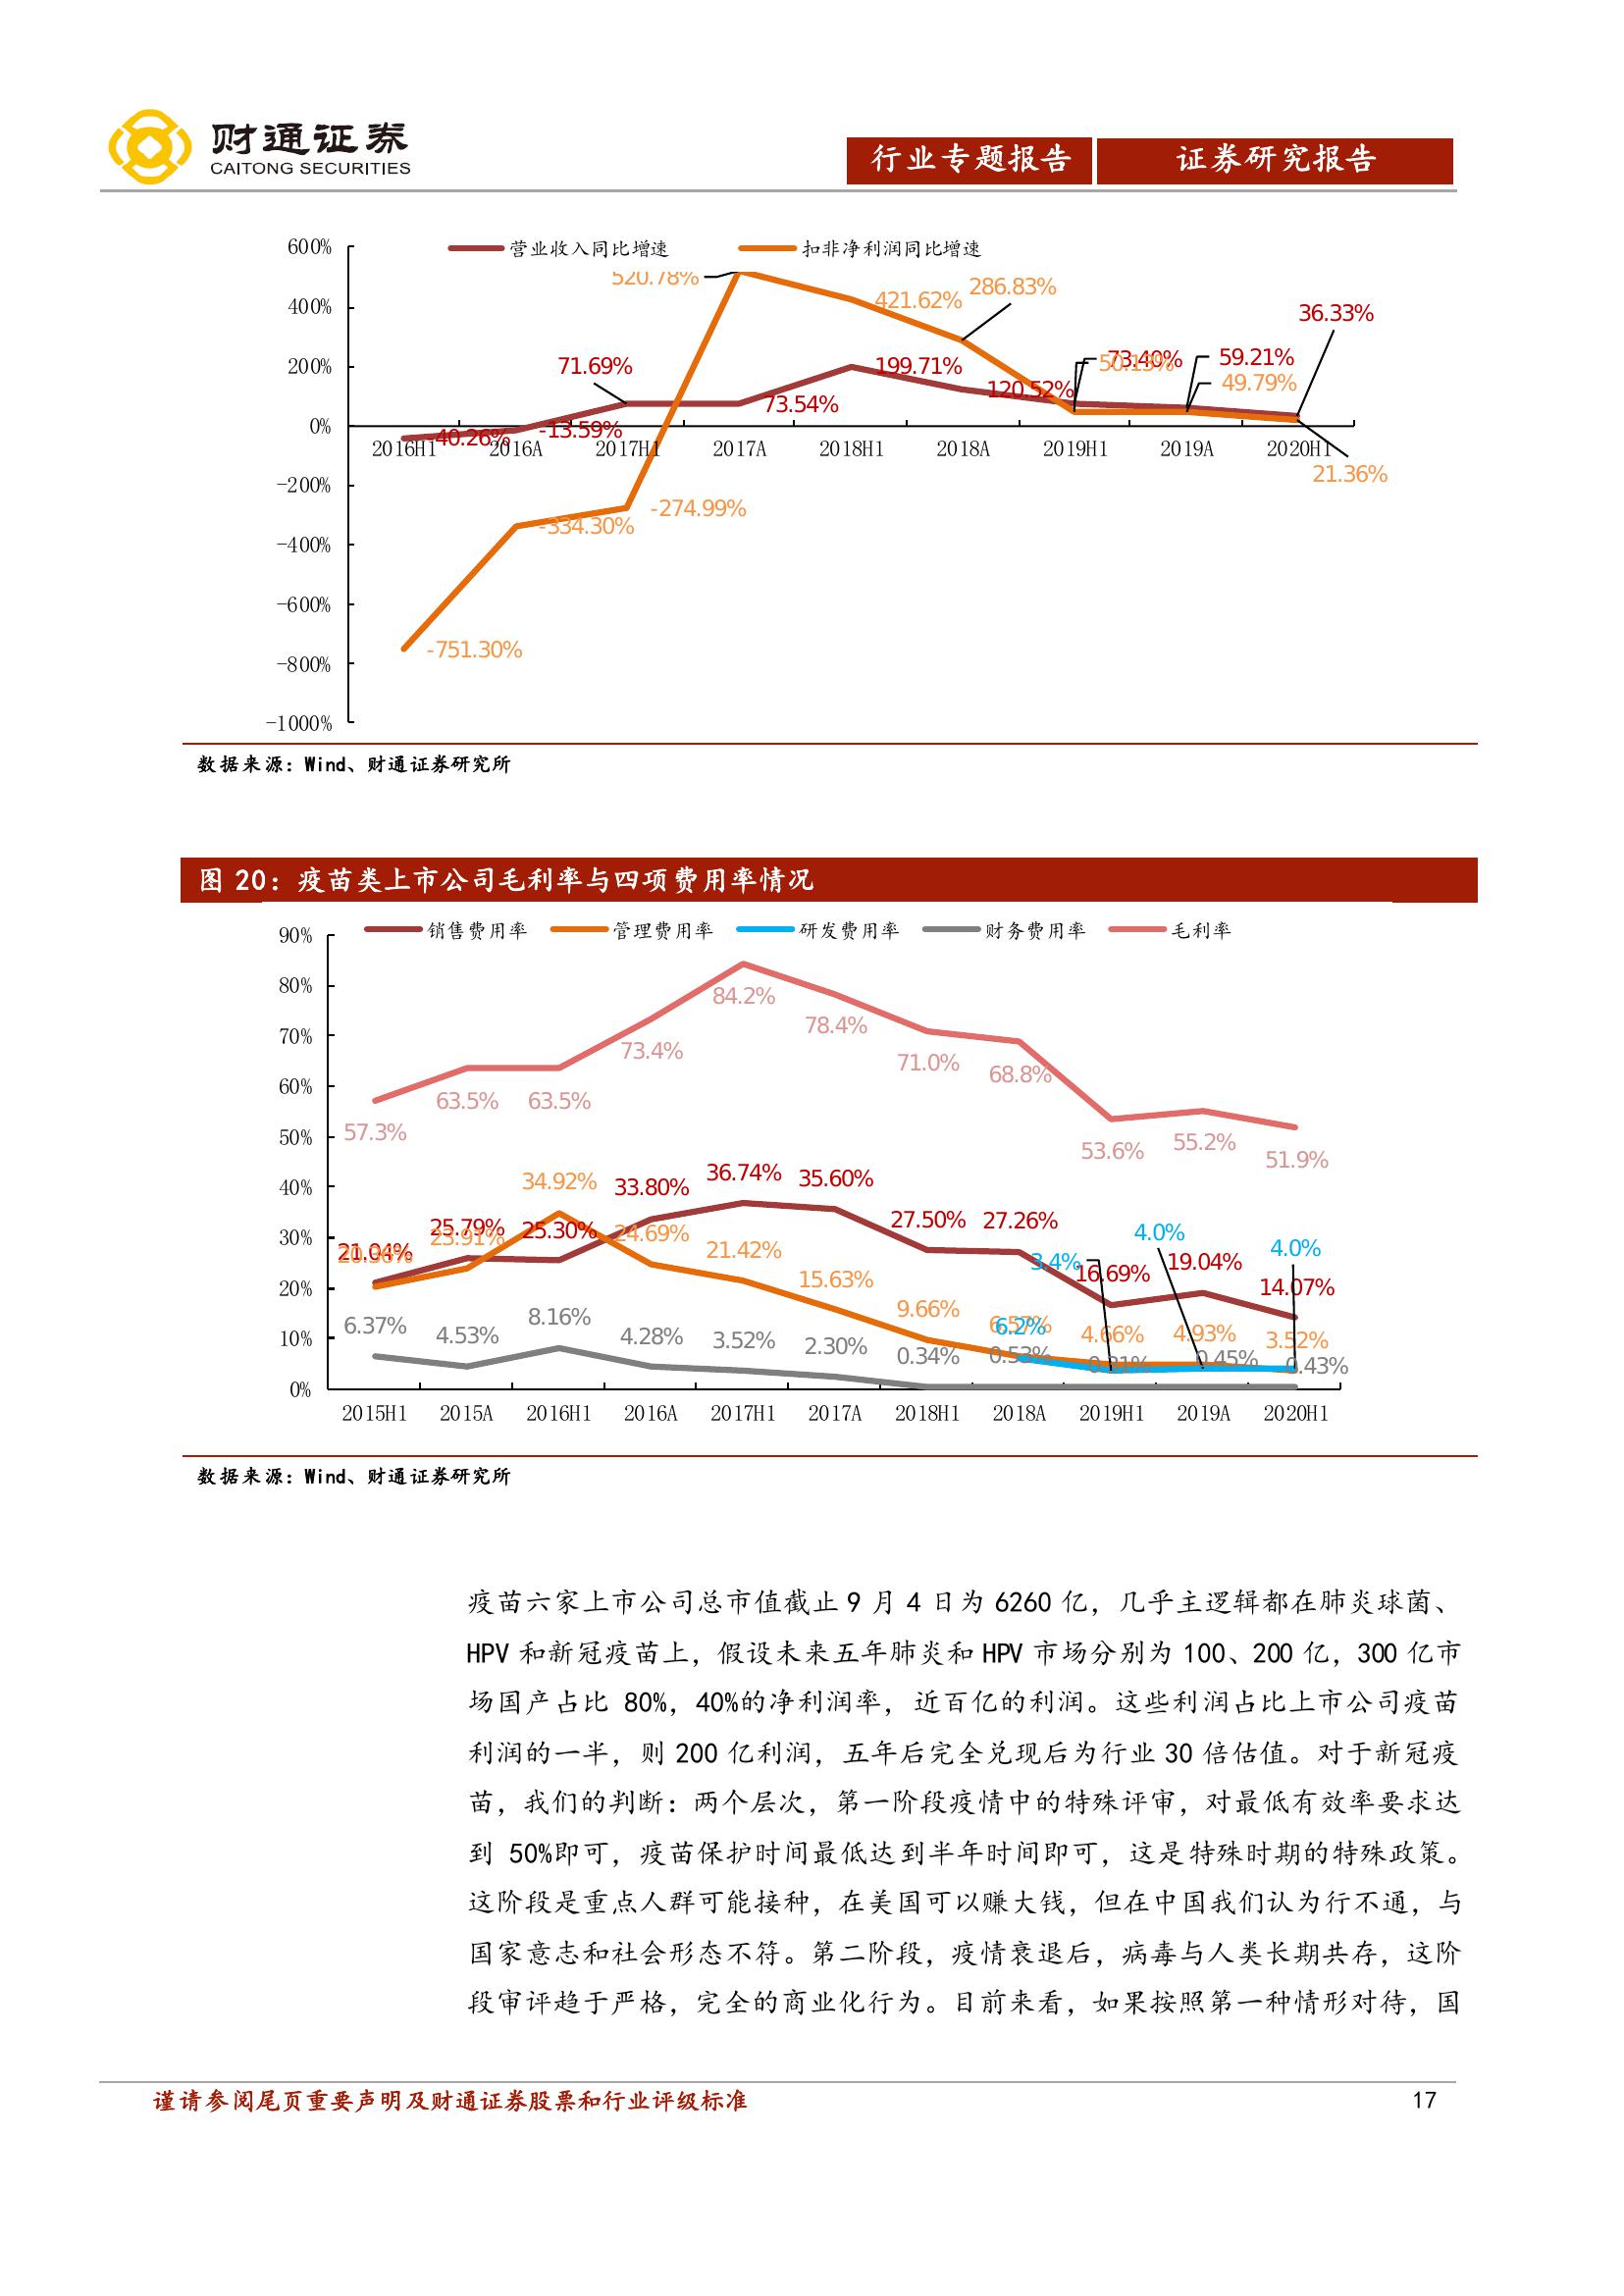 财通证券
CAITONG SECURITIES
行业专题报告 证券研究报告
营业收入同比增速 扣非净利润同比增速
600%
400%
200%
0%
-200%
-400%
-600%
-800%
-1000%
520.78%
421.62%
286.83%
36.33%
71.69%
199.71%
73.40%
59.21%
50.13%
49.79%
120.52%
73.54%
-40.26%
-13.59%
2016H1 2016A 2017H1 2017A 2018H1 2018A 2019H1 2019A 2020H1
21.36%
-274.99%
-334.30%
-751.30%
数据来源：Wind、财通证券研究所
图 20：疫苗类上市公司毛利率与四项费用率情况
销售费用率 管理费用率 研发费用率 财务费用率 毛利率
90%
80%
70%
60%
50%
40%
30%
20%
10%
0%
57.3% 63.5% 63.5% 73.4% 84.2% 78.4% 71.0% 68.8% 53.6% 55.2% 51.9%
21.04% 25.79% 25.30% 33.80% 36.74% 35.60% 27.50% 27.26% 16.69% 19.04% 14.07%
23.91% 34.92% 24.69% 21.42% 15.63% 9.66% 4.66% 4.93% 3.52%
6.2% 3.4% 4.0% 4.0%
6.37% 4.53% 8.16% 4.28% 3.52% 2.30% 0.34% 0.53% 0.45% 0.43%
2015H1 2015A 2016H1 2016A 2017H1 2017A 2018H1 2018A 2019H1 2019A 2020H1
数据来源：Wind、财通证券研究所
疫苗六家上市公司总市值截止 9 月 4 日为 6260 亿，几乎主逻辑都在肺炎球菌、
HPV 和新冠疫苗上，假设未来五年肺炎和 HPV 市场分别为 100、200 亿，300 亿市
场国产占比 80%，40%的净利润率，近百亿的利润。这些利润占比上市公司疫苗
利润的一半，则 200 亿利润，五年后完全兑现后为行业 30 倍估值。对于新冠疫
苗，我们的判断：两个层次，第一阶段疫情中的特殊评审，对最低有效率要求达
到 50%即可，疫苗保护时间最低达到半年时间即可，这是特殊时期的特殊政策。
这阶段是重点人群可能接种，在美国可以赚大钱，但在中国我们认为行不通，与
国家意志和社会形态不符。第二阶段，疫情衰退后，病毒与人类长期共存，这阶
段审评趋于严格，完全的商业化行为。目前来看，如果按照第一种情形对待，国
谨请参阅尾页重要声明及财通证券股票和行业评级标准 17